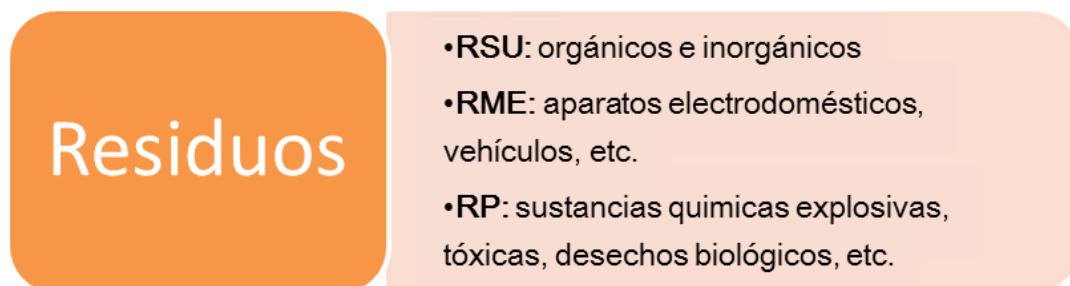 Residuos
•RSU: orgánicos e inorgánicos
•RME: aparatos electrodomésticos,
vehículos, etc.
•RP: sustancias quimicas explosivas,
tóxicas, desechos biológicos, etc.